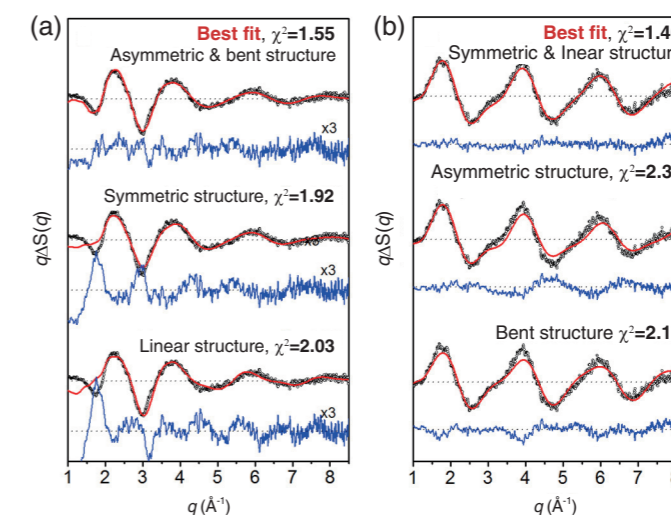 (a)
Best fit, χ²=1.55
Asymmetric & bent structure
x3
Symmetric structure, χ²=1.92
x3
Linear structure, χ²=2.03
x3
qΔS(q)
1 2 3 4 5 6 7 8
q (Å⁻¹)
(b)
Best fit, χ²=1.4
Symmetric & lnear structur
Asymmetric structure, χ²=2.3
Bent structure χ²=2.1
qΔS(q)
1 2 3 4 5 6 7
q (Å⁻¹)